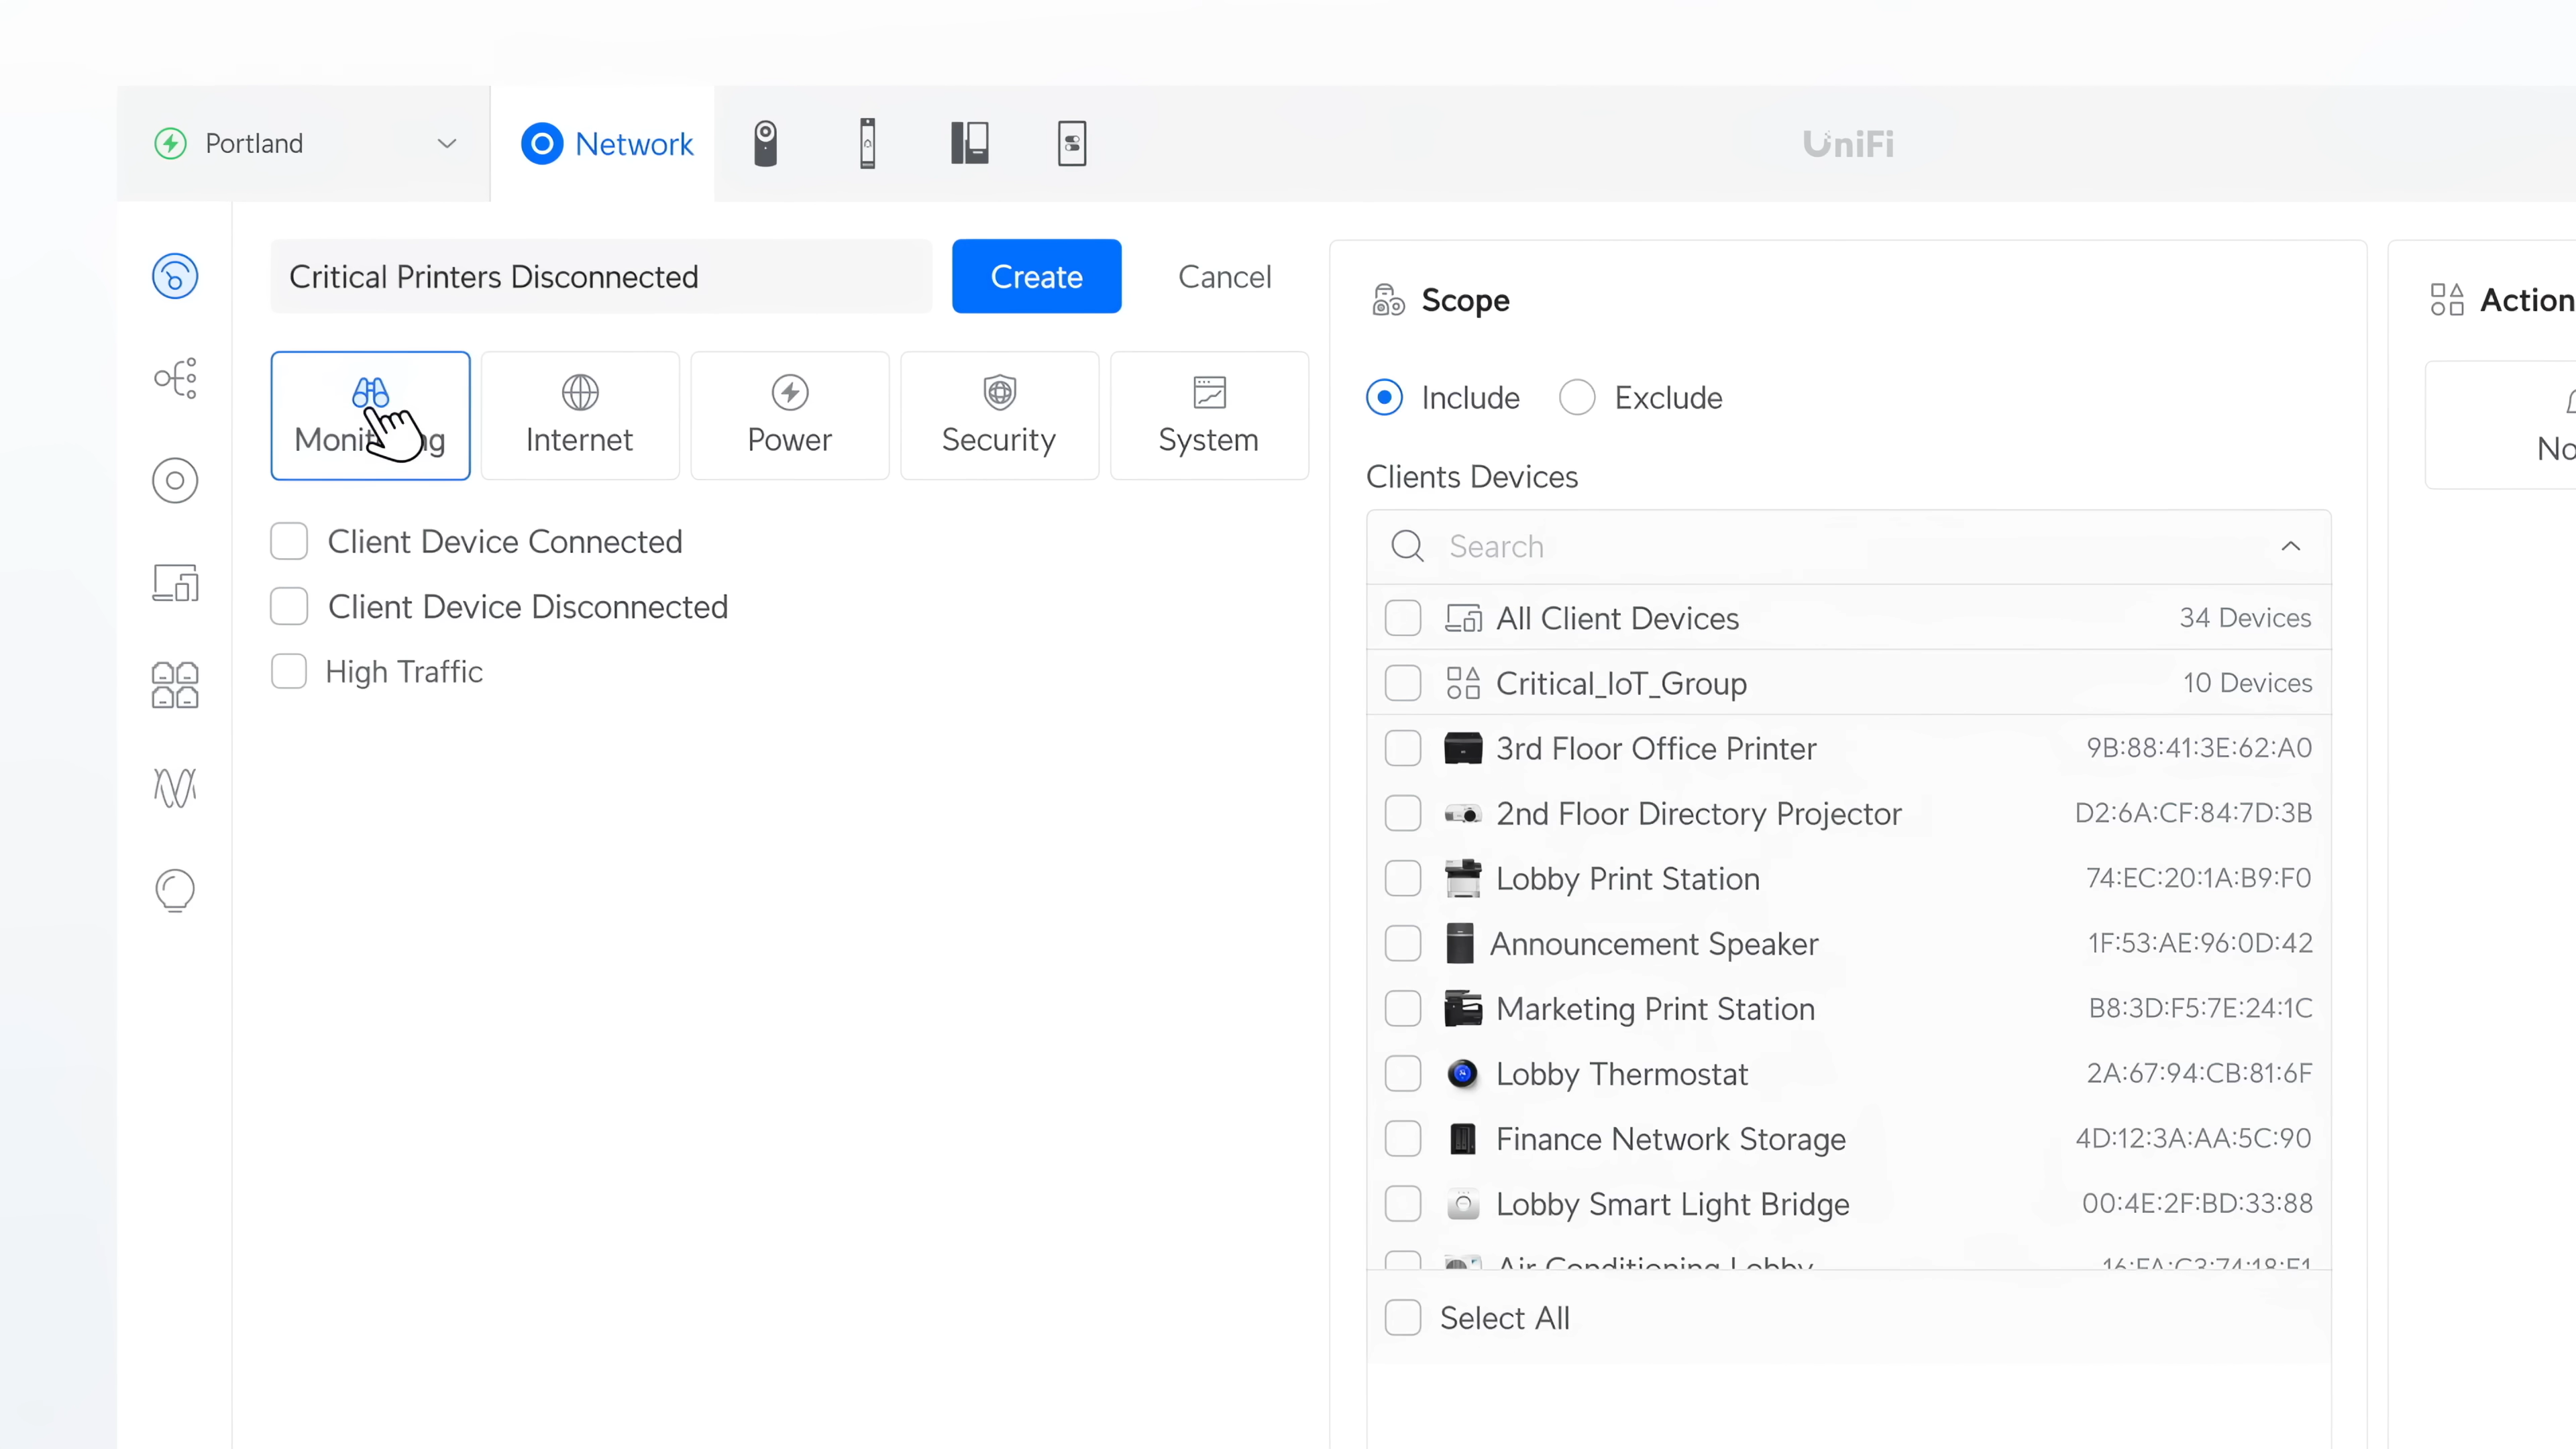 Portland
Network
UniFi
Critical Printers Disconnected
Create
Cancel
Internet
Power
Security
System
Client Device Connected
Client Device Disconnected
High Traffic
Scope
Include
Exclude
Clients Devices
Search
All Client Devices 34 Devices
Critical_IoT_Group 10 Devices
3rd Floor Office Printer 9B:88:41:3E:62:A0
2nd Floor Directory Projector D2:6A:CF:84:7D:3B
Lobby Print Station 74:EC:20:1A:B9:F0
Announcement Speaker 1F:53:AE:96:0D:42
Marketing Print Station B8:3D:F5:7E:24:1C
Lobby Thermostat 2A:67:94:CB:81:6F
Finance Network Storage 4D:12:3A:AA:5C:90
Lobby Smart Light Bridge 00:4E:2F:BD:33:88
Air Conditioning Lobby
Select All
Action